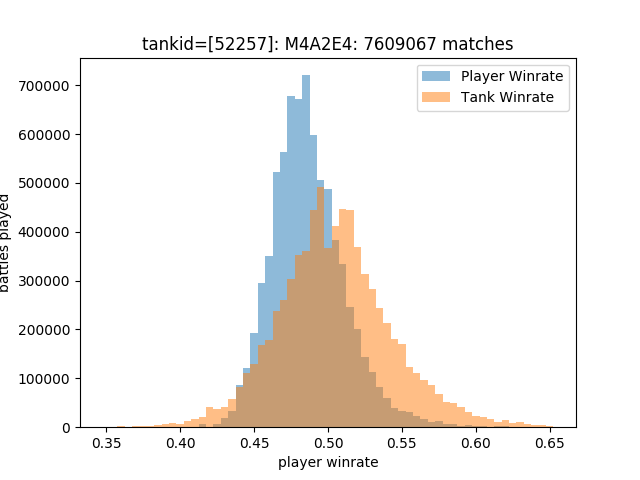 tankid=[52257]: M4A2E4: 7609067 matches
Player Winrate
Tank Winrate
700000
600000
500000
400000
300000
200000
100000
0
battles played
0.35 0.40 0.45 0.50 0.55 0.60 0.65
player winrate